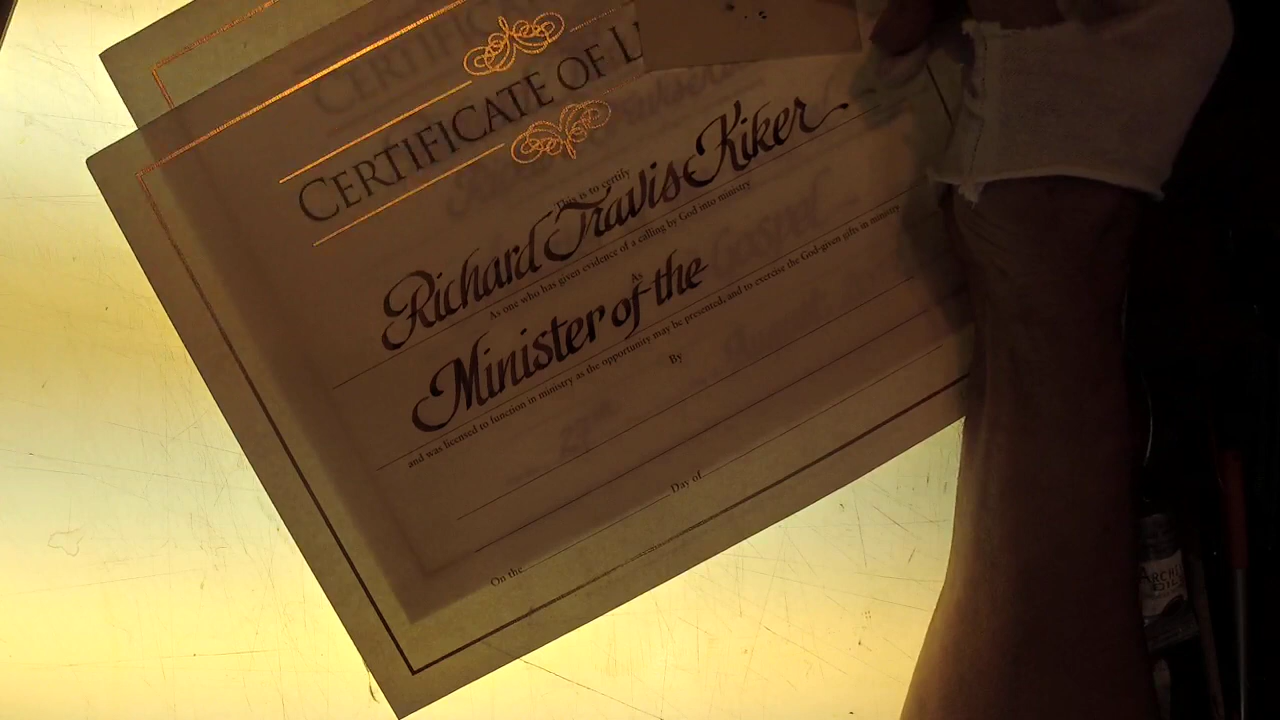 CERTIFICATE OF LI
This is to certify
Richard Travis Kiker
As one who has given evidence of a calling by God into ministry
As
Minister of the Gospel
and was licensed to function in ministry as the opportunity may be presented, and to exercise the God-given gifts in ministry
By
Day of
On the